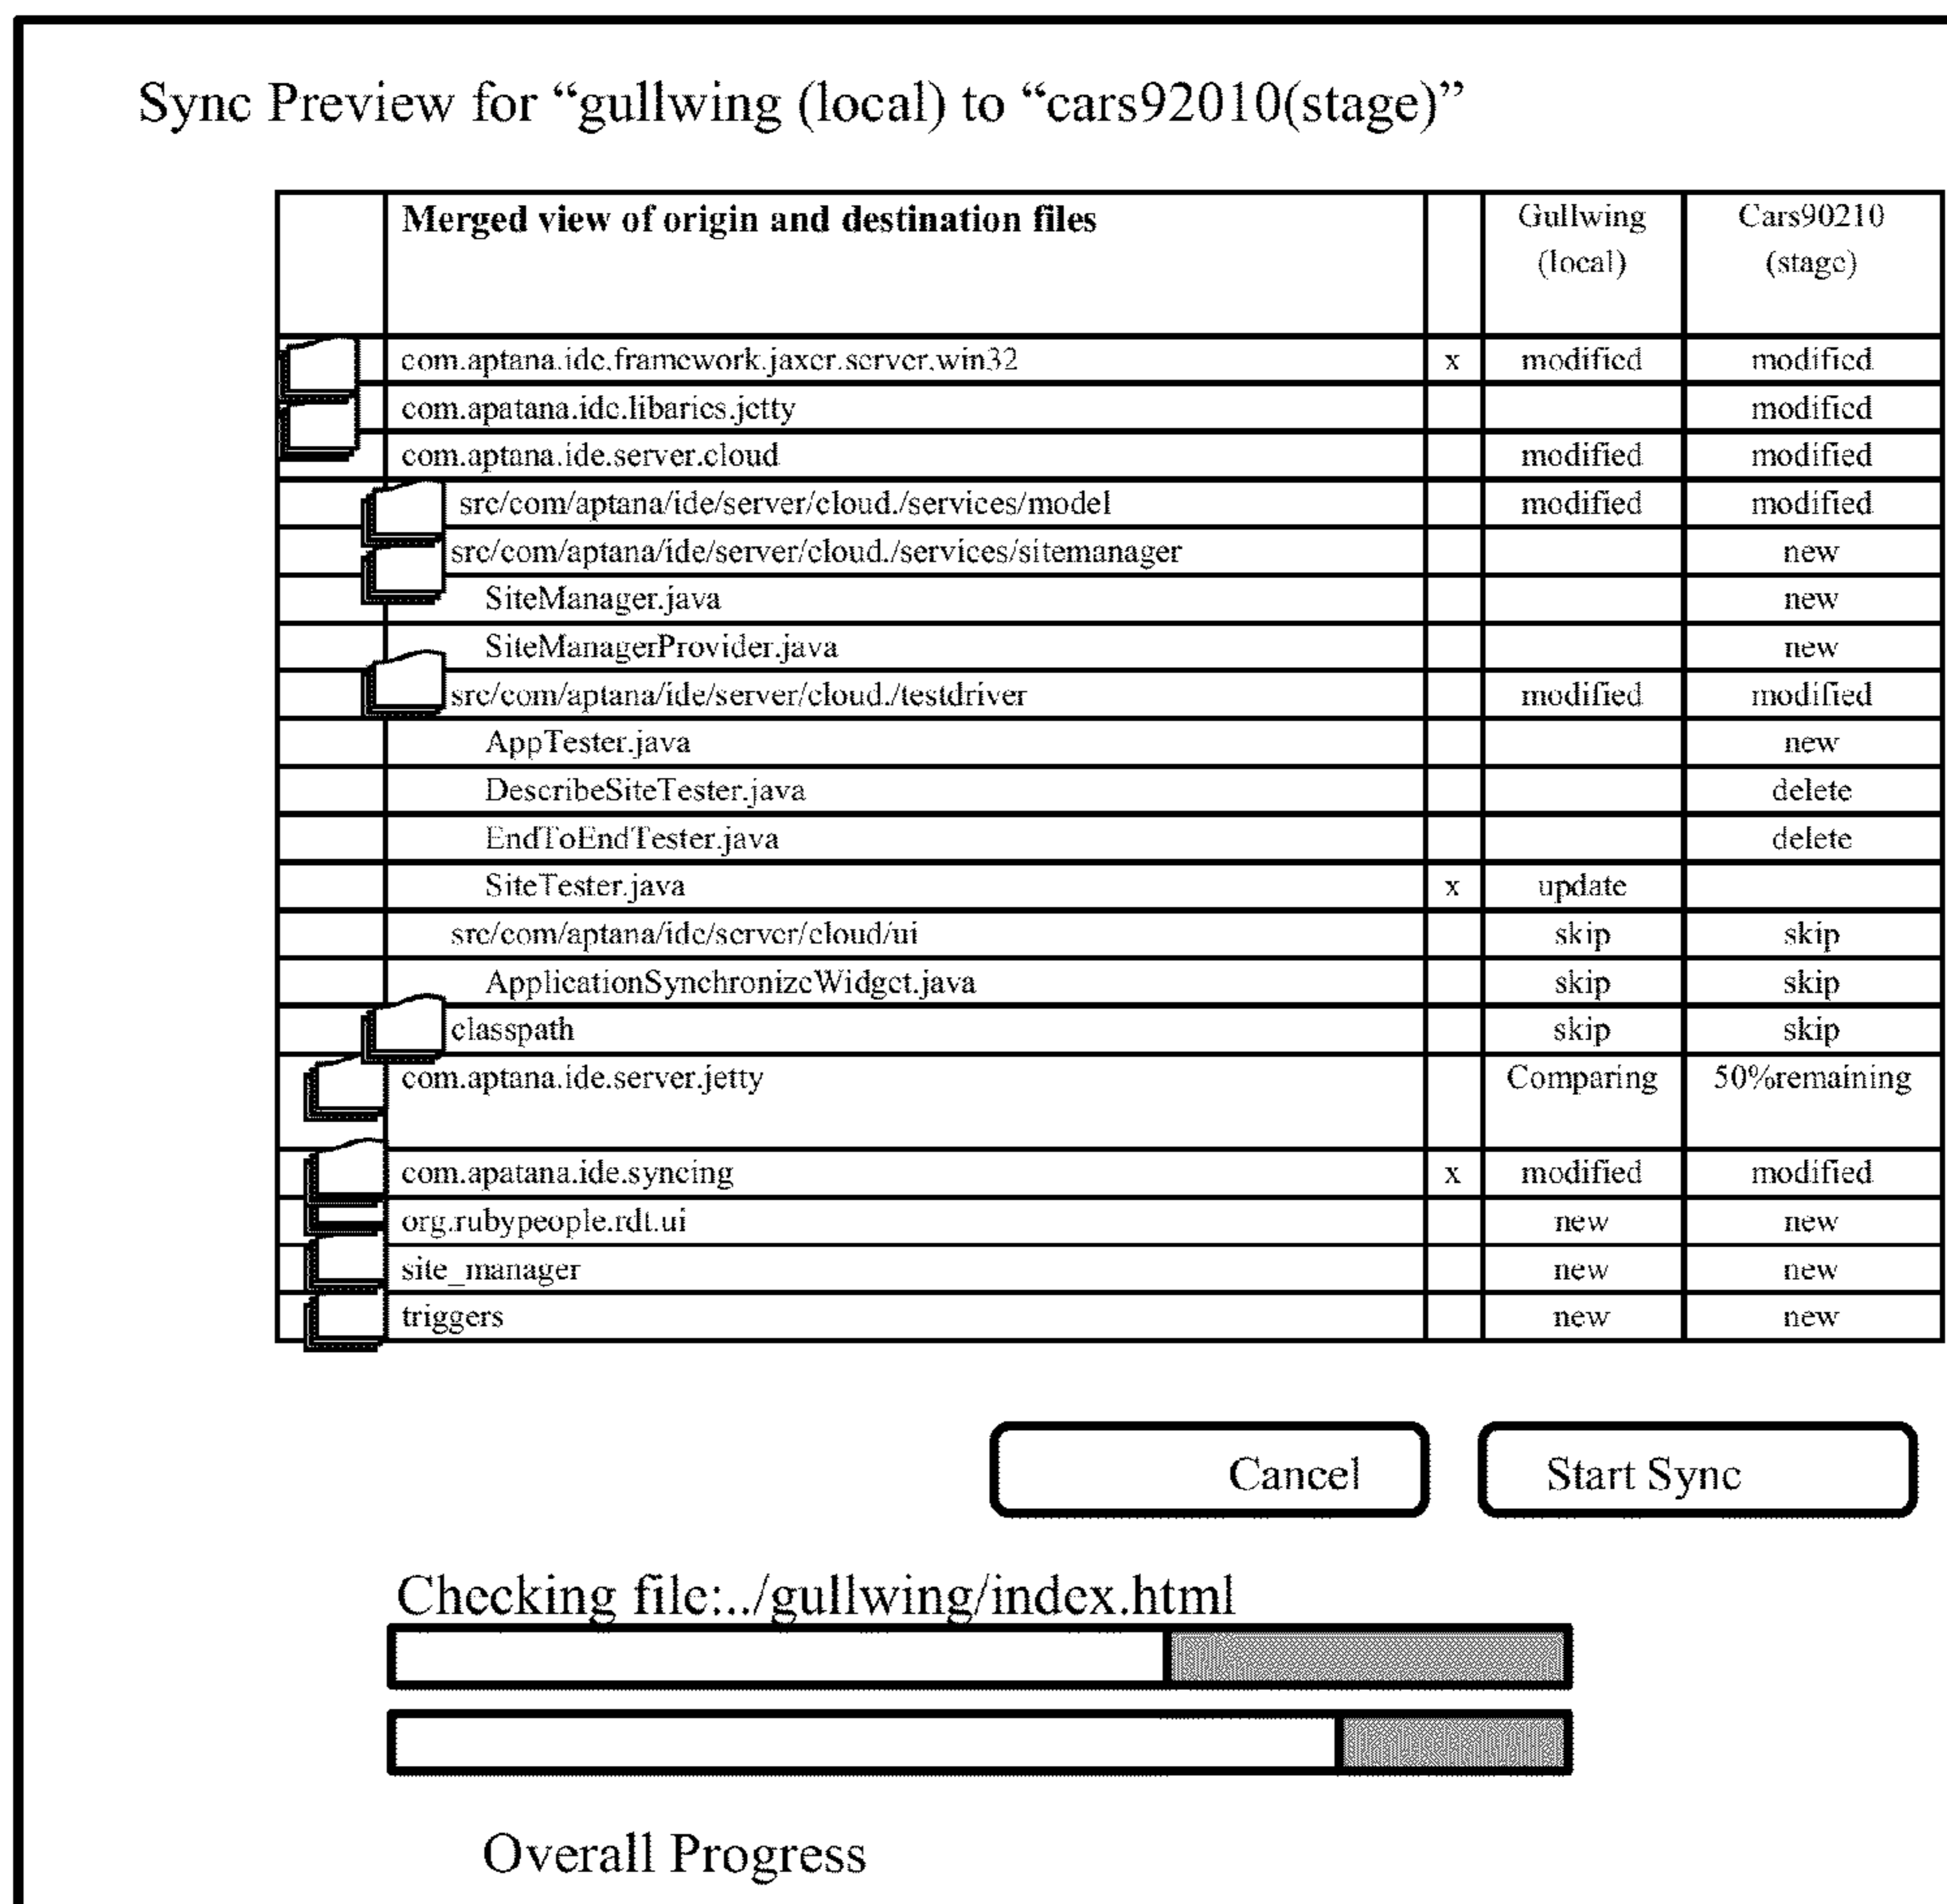 Sync Preview for “gullwing (local) to “cars92010(stage)”
Merged view of origin and destination files Gullwing (local) Cars90210 (stage)
com.aptana.ide.framework.jaxer.server.win32 x modified modified
com.apatana.ide.libaries.jetty modified
com.aptana.ide.server.cloud modified modified
src/com/aptana/ide/server/cloud./services/model modified modified
src/com/aptana/ide/server/cloud./services/sitemanager new
SiteManager.java new
SiteManagerProvider.java new
src/com/aptana/ide/server/cloud./testdriver modified modified
AppTester.java new
DescribeSiteTester.java delete
EndToEndTester.java delete
SiteTester.java x update
src/com/aptana/ide/server/cloud/ui skip skip
ApplicationSynchronizeWidget.java skip skip
classpath skip skip
com.aptana.ide.server.jetty Comparing 50%remaining
com.apatana.ide.syncing x modified modified
org.rubypeople.rdt.ui new new
site_manager new new
triggers new new
Cancel Start Sync
Checking file:../gullwing/index.html
Overall Progress